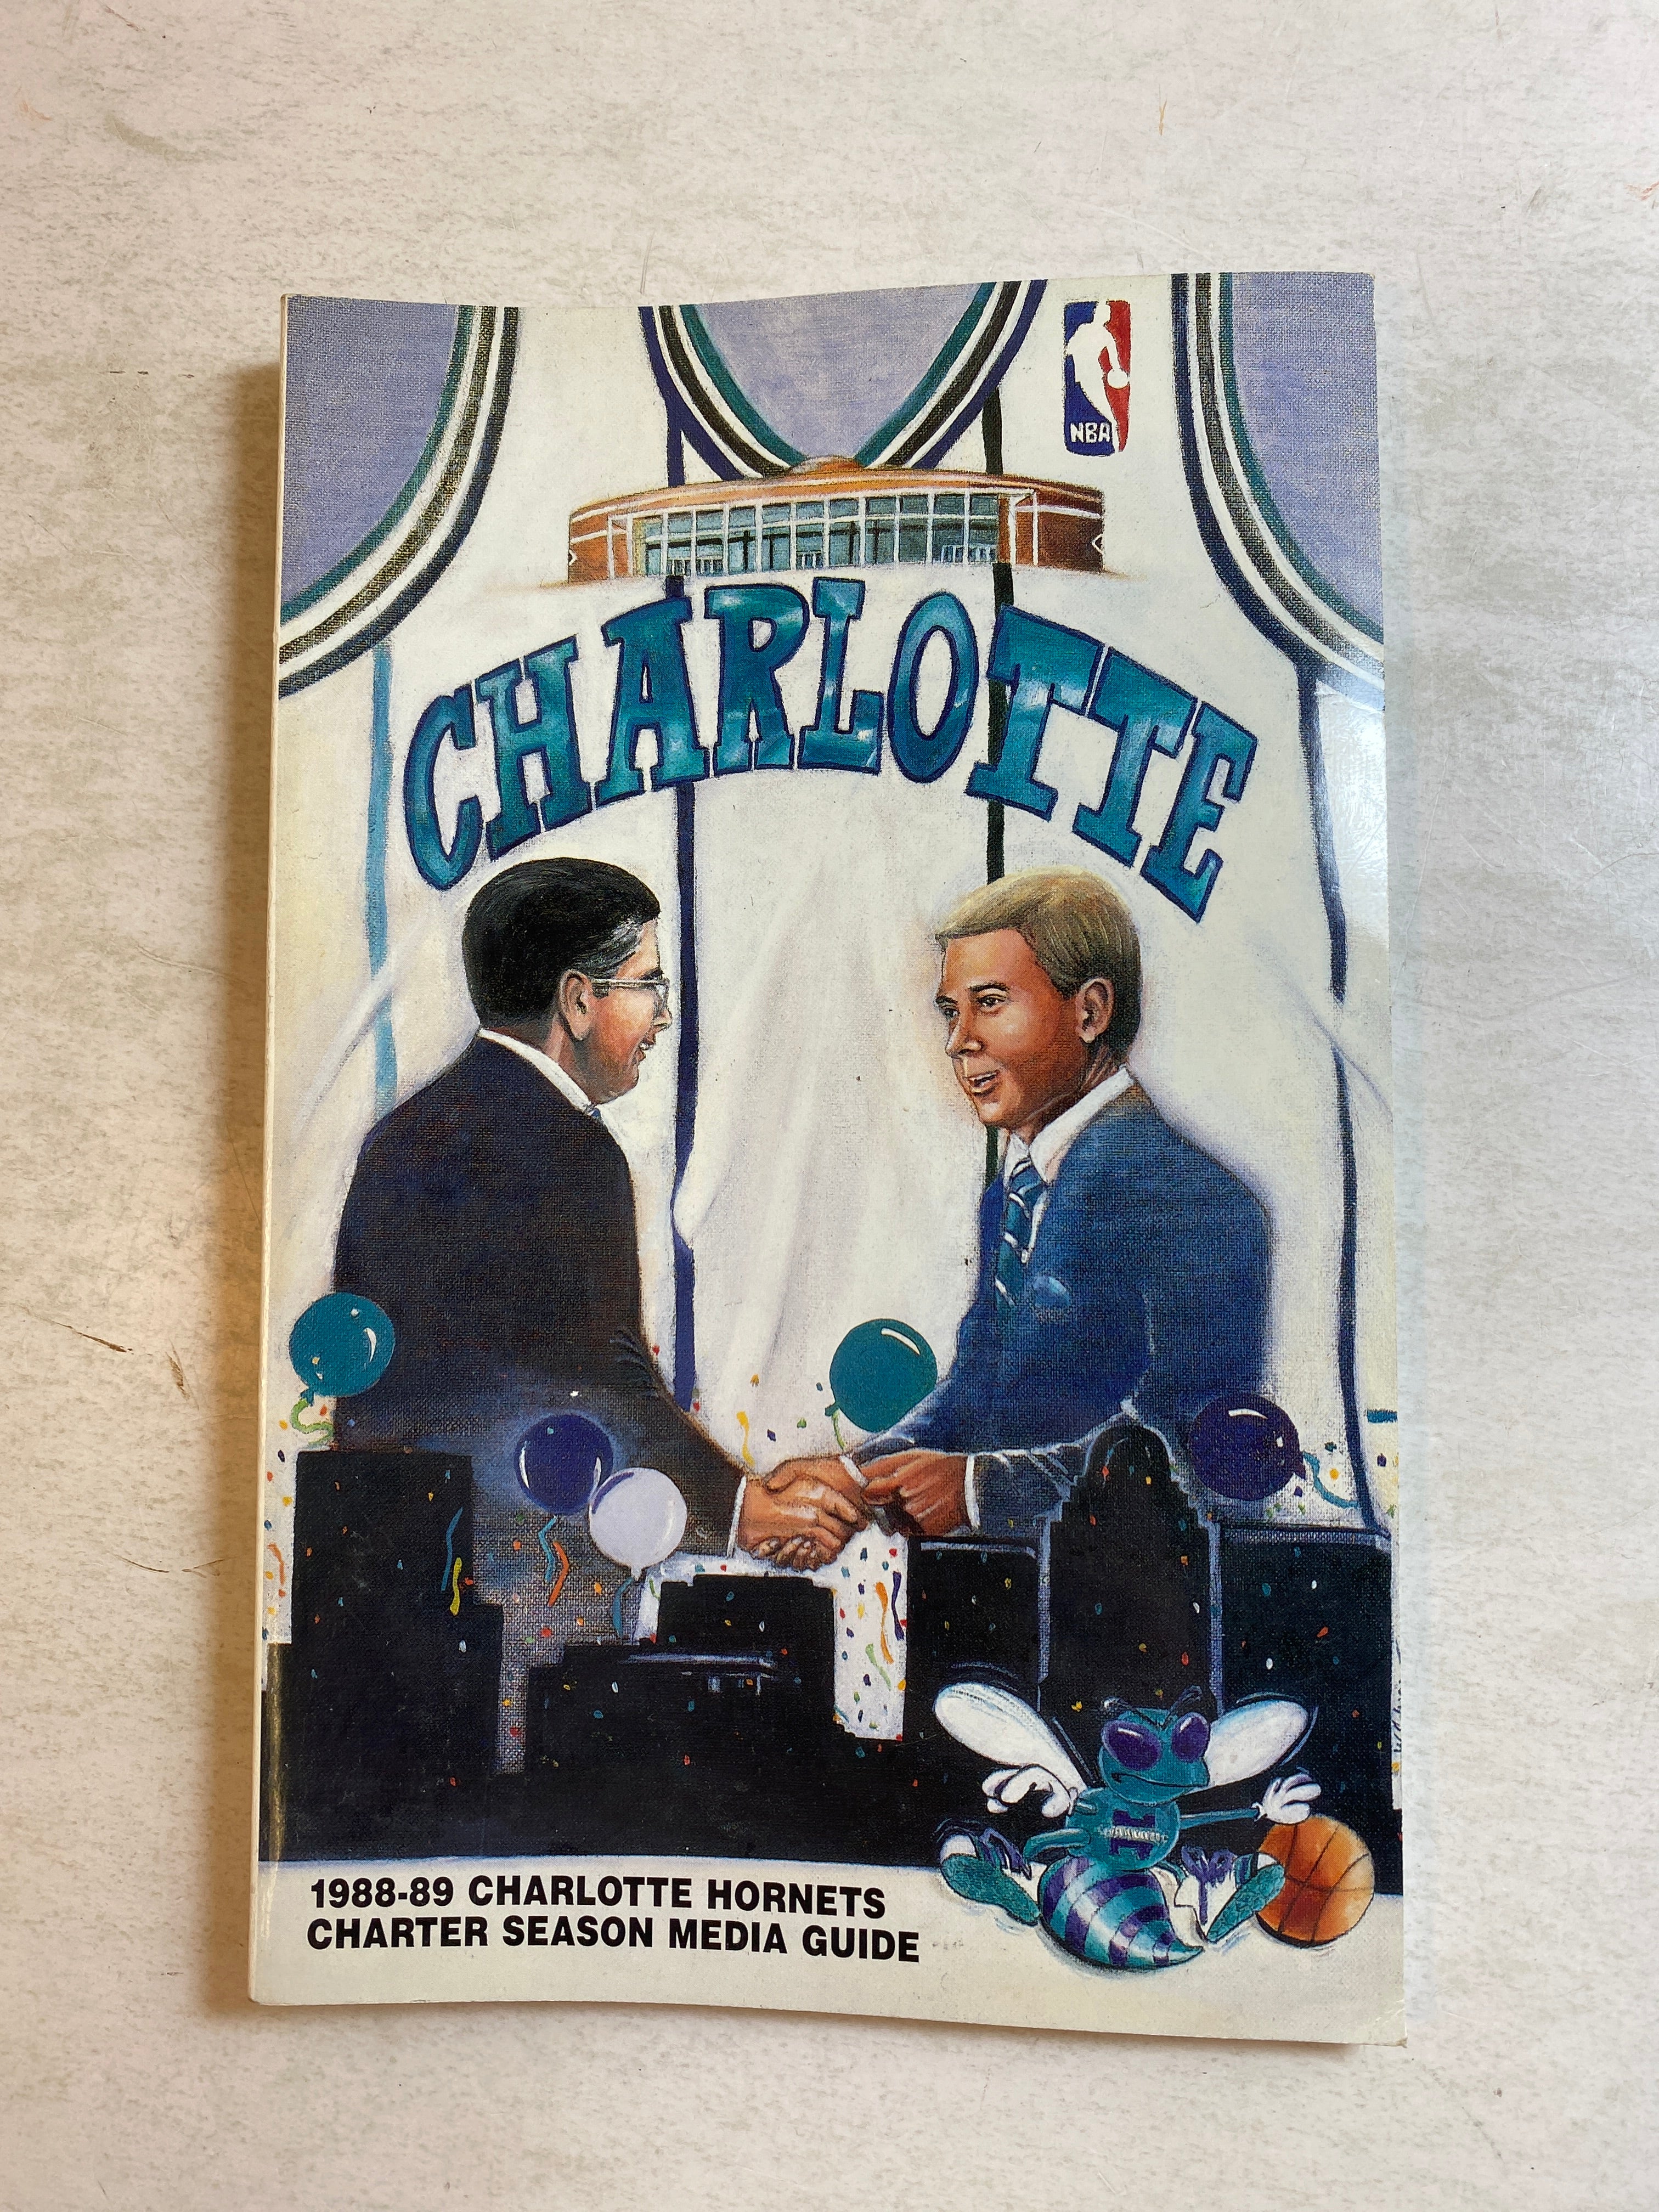 NBA
CHARLOTTE
1988-89 CHARLOTTE HORNETS
CHARTER SEASON MEDIA GUIDE